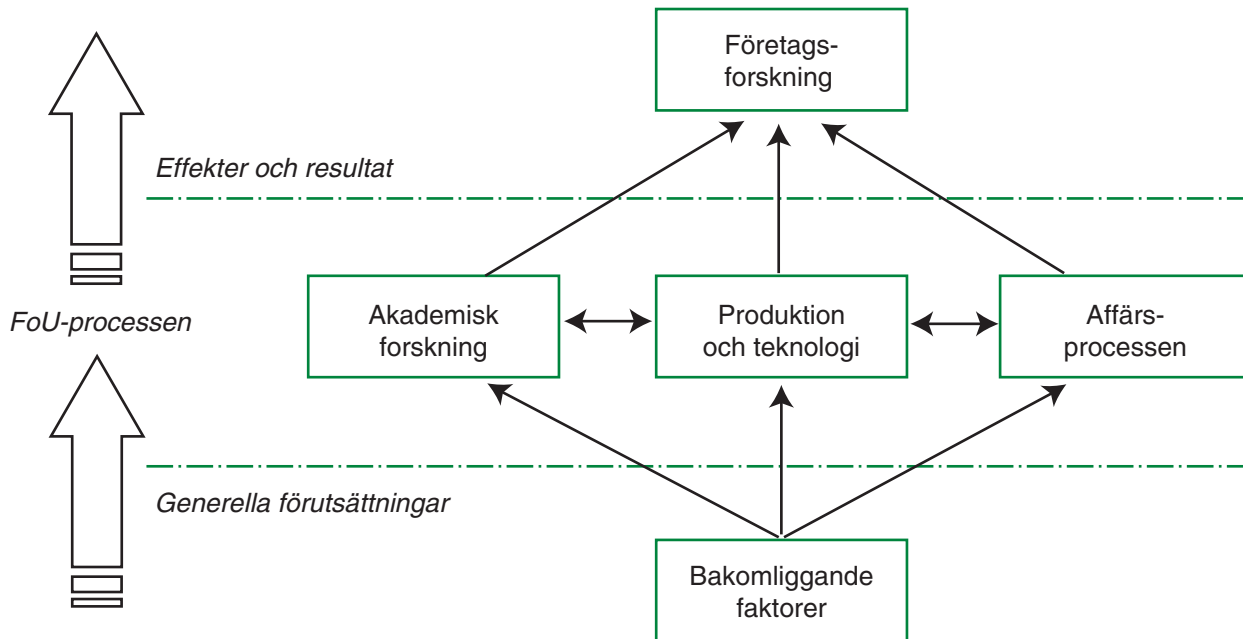 Företags-
forskning
Effekter och resultat
FoU-processen
Akademisk
forskning
Produktion
och teknologi
Affärs-
processen
Generella förutsättningar
Bakomliggande
faktorer